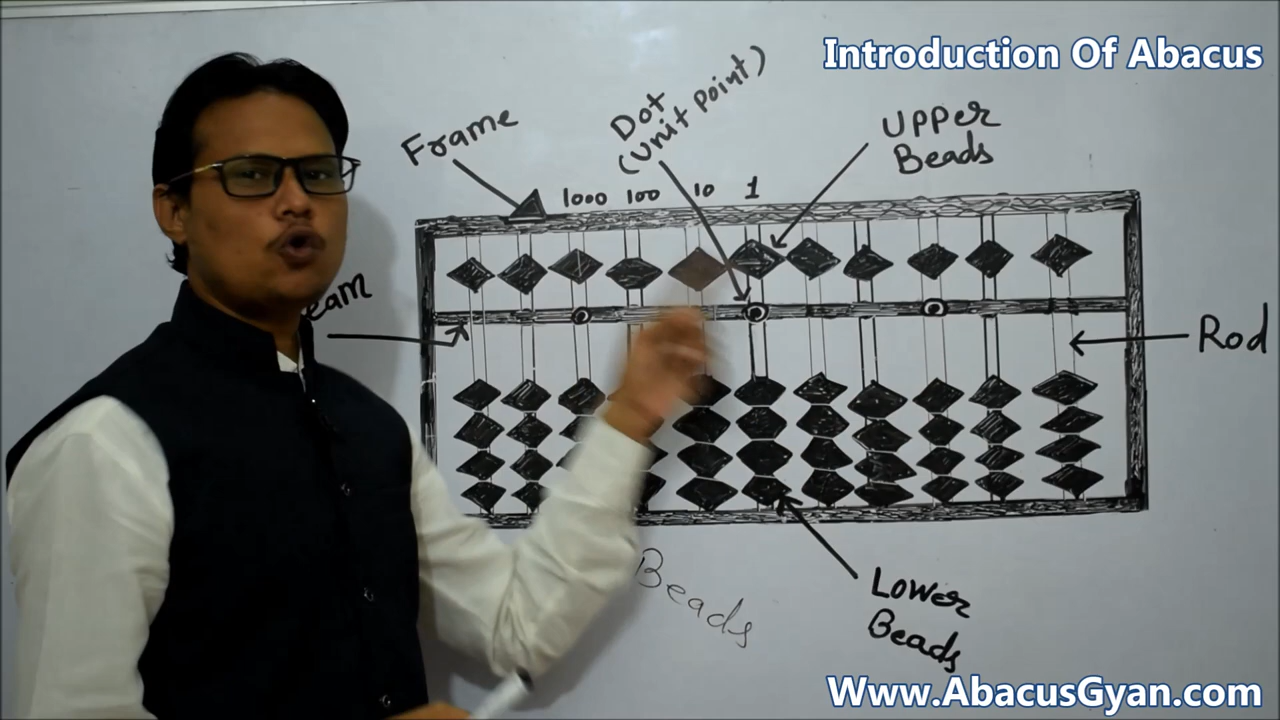 Introduction Of Abacus
Frame
Dot
(Unit Point)
UPPer
Beads
1000 100 10 1
eam
Rod
Beads
Lower
Beads
Www.AbacusGyan.com